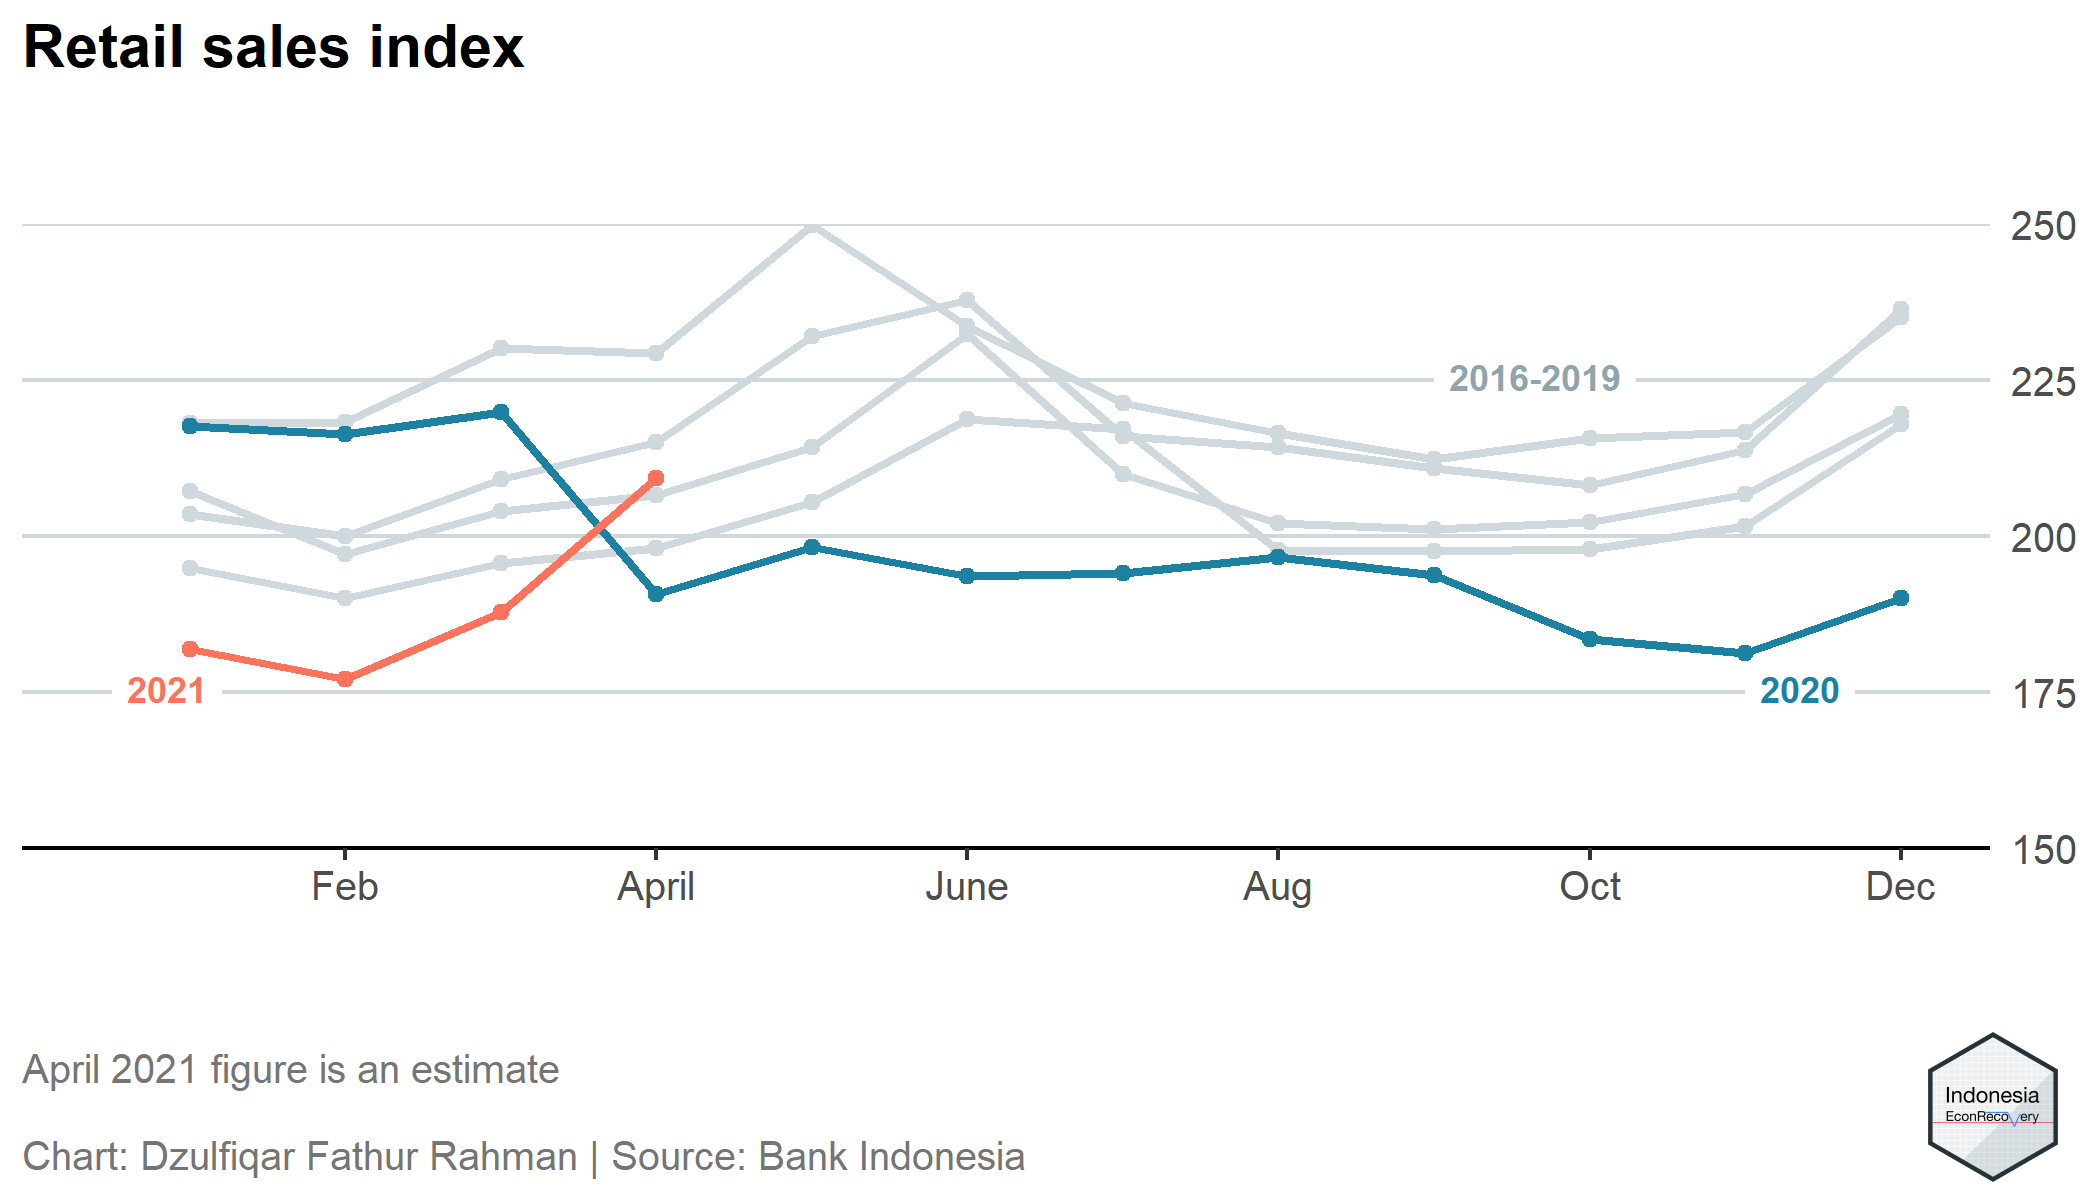 Retail sales index
250
225
2016-2019
200
175
2021
2020
150
Feb
April
June
Aug
Oct
Dec
April 2021 figure is an estimate
Chart: Dzulfiqar Fathur Rahman | Source: Bank Indonesia
Indonesia
EconRecovery